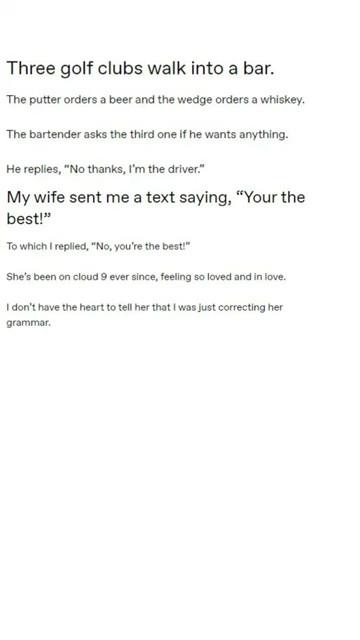 Three golf clubs walk into a bar.
The putter orders a beer and the wedge orders a whiskey.
The bartender asks the third one if he wants anything.
He replies, “No thanks, I’m the driver.”
My wife sent me a text saying, “Your the
best!”
To which I replied, “No, you’re the best!”
She’s been on cloud 9 ever since, feeling so loved and in love.
I don’t have the heart to tell her that I was just correcting her
grammar.